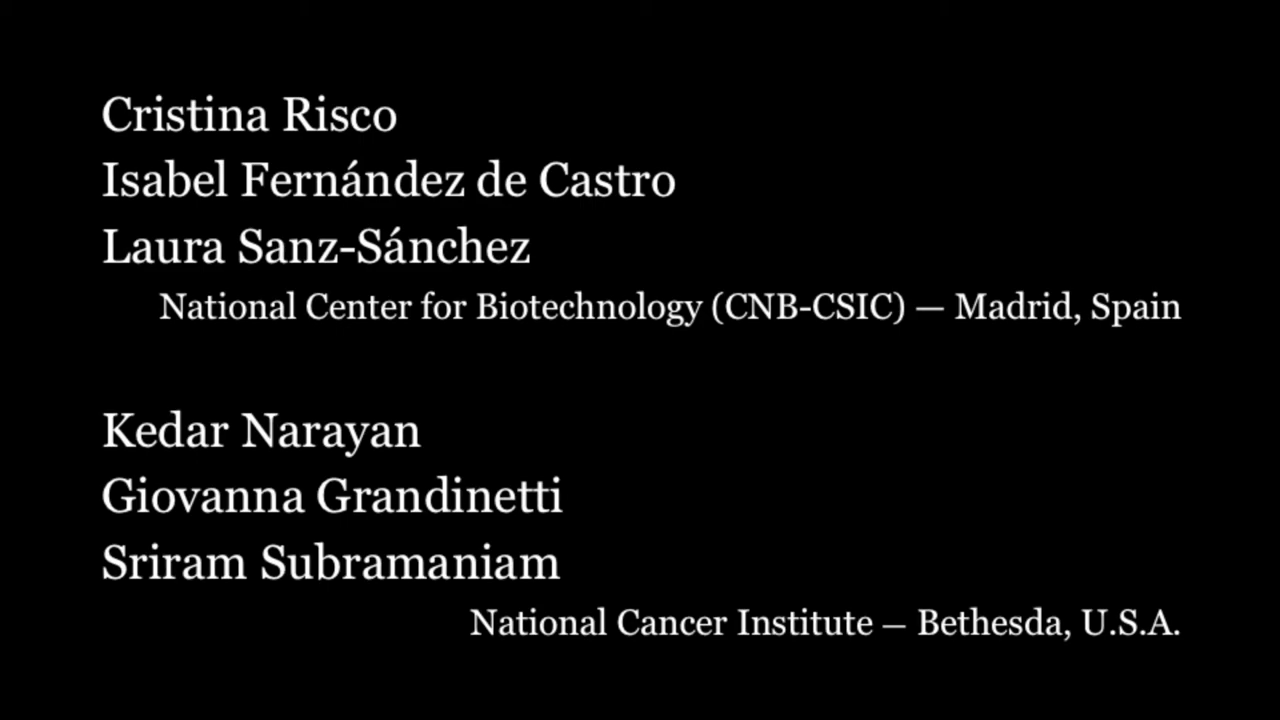 Cristina Risco
Isabel Fernández de Castro
Laura Sanz-Sánchez
National Center for Biotechnology (CNB-CSIC) — Madrid, Spain
Kedar Narayan
Giovanna Grandinetti
Sriram Subramaniam
National Cancer Institute — Bethesda, U.S.A.